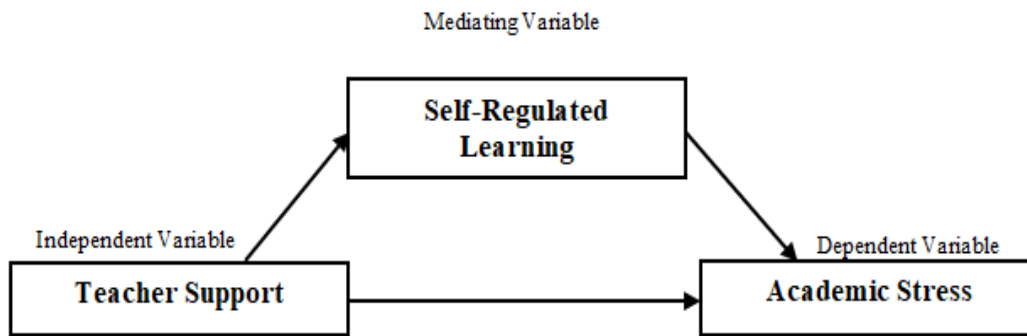 Mediating Variable
Self-Regulated
Learning
Independent Variable
Dependent Variable
Teacher Support
Academic Stress